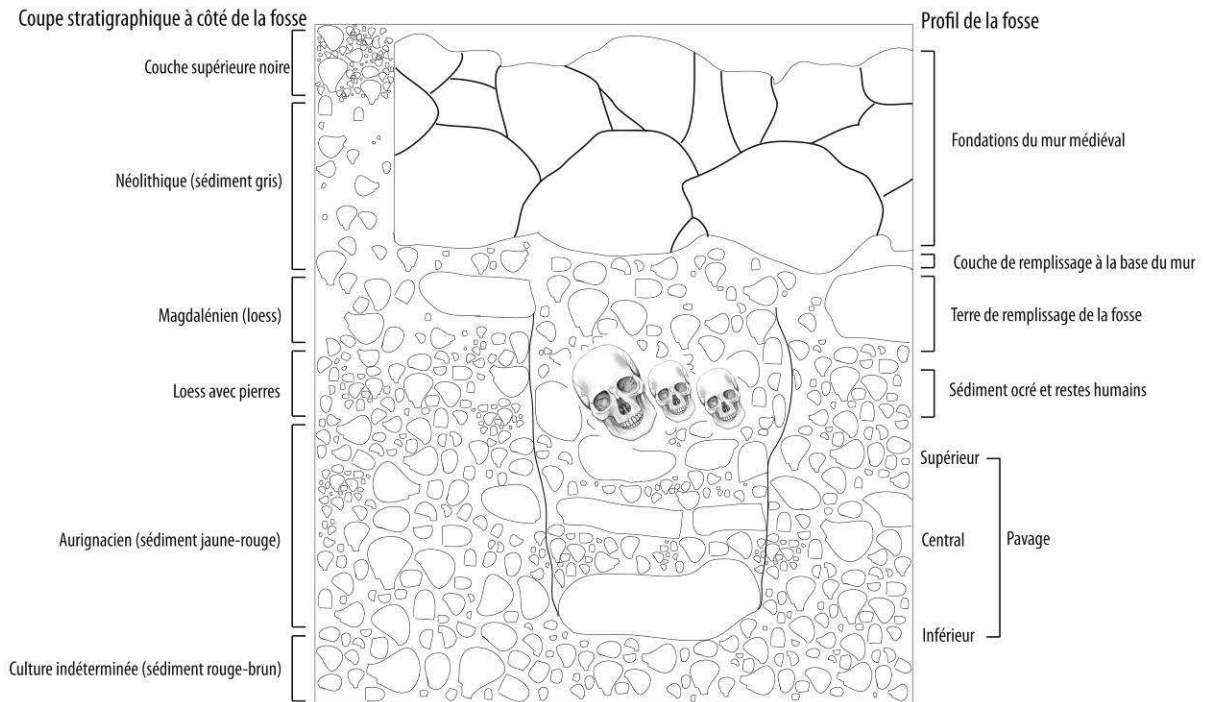 Coupe stratigraphique à côté de la fosse
Couche supérieure noire
Néolithique (sédiment gris)
Magdalénien (loess)
Loess avec pierres
Aurignacien (sédiment jaune-rouge)
Culture indéterminée (sédiment rouge-brun)
Profil de la fosse
Fondations du mur médiéval
Couche de remplissage à la base du mur
Terre de remplissage de la fosse
Sédiment ocré et restes humains
Supérieur
Central
Pavage
Inférieur